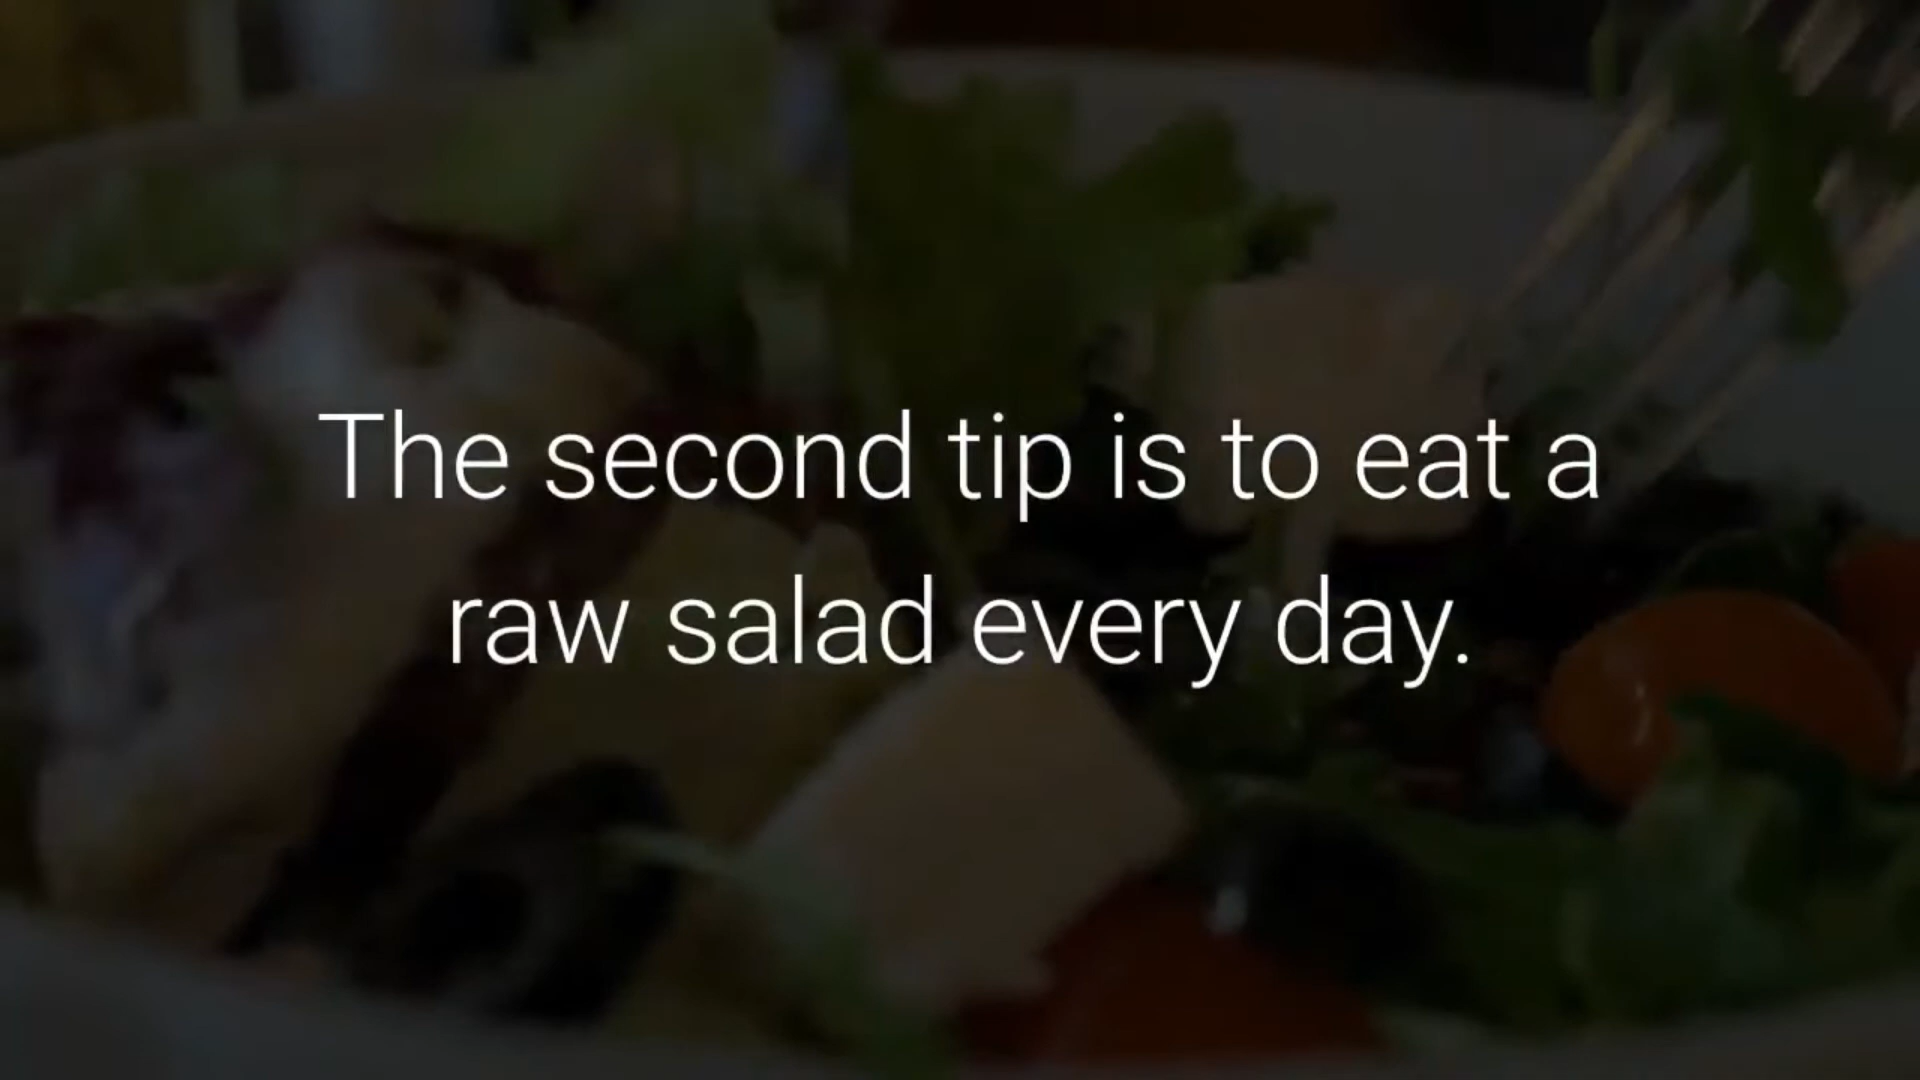 The second tip is to eat a
raw salad every day.